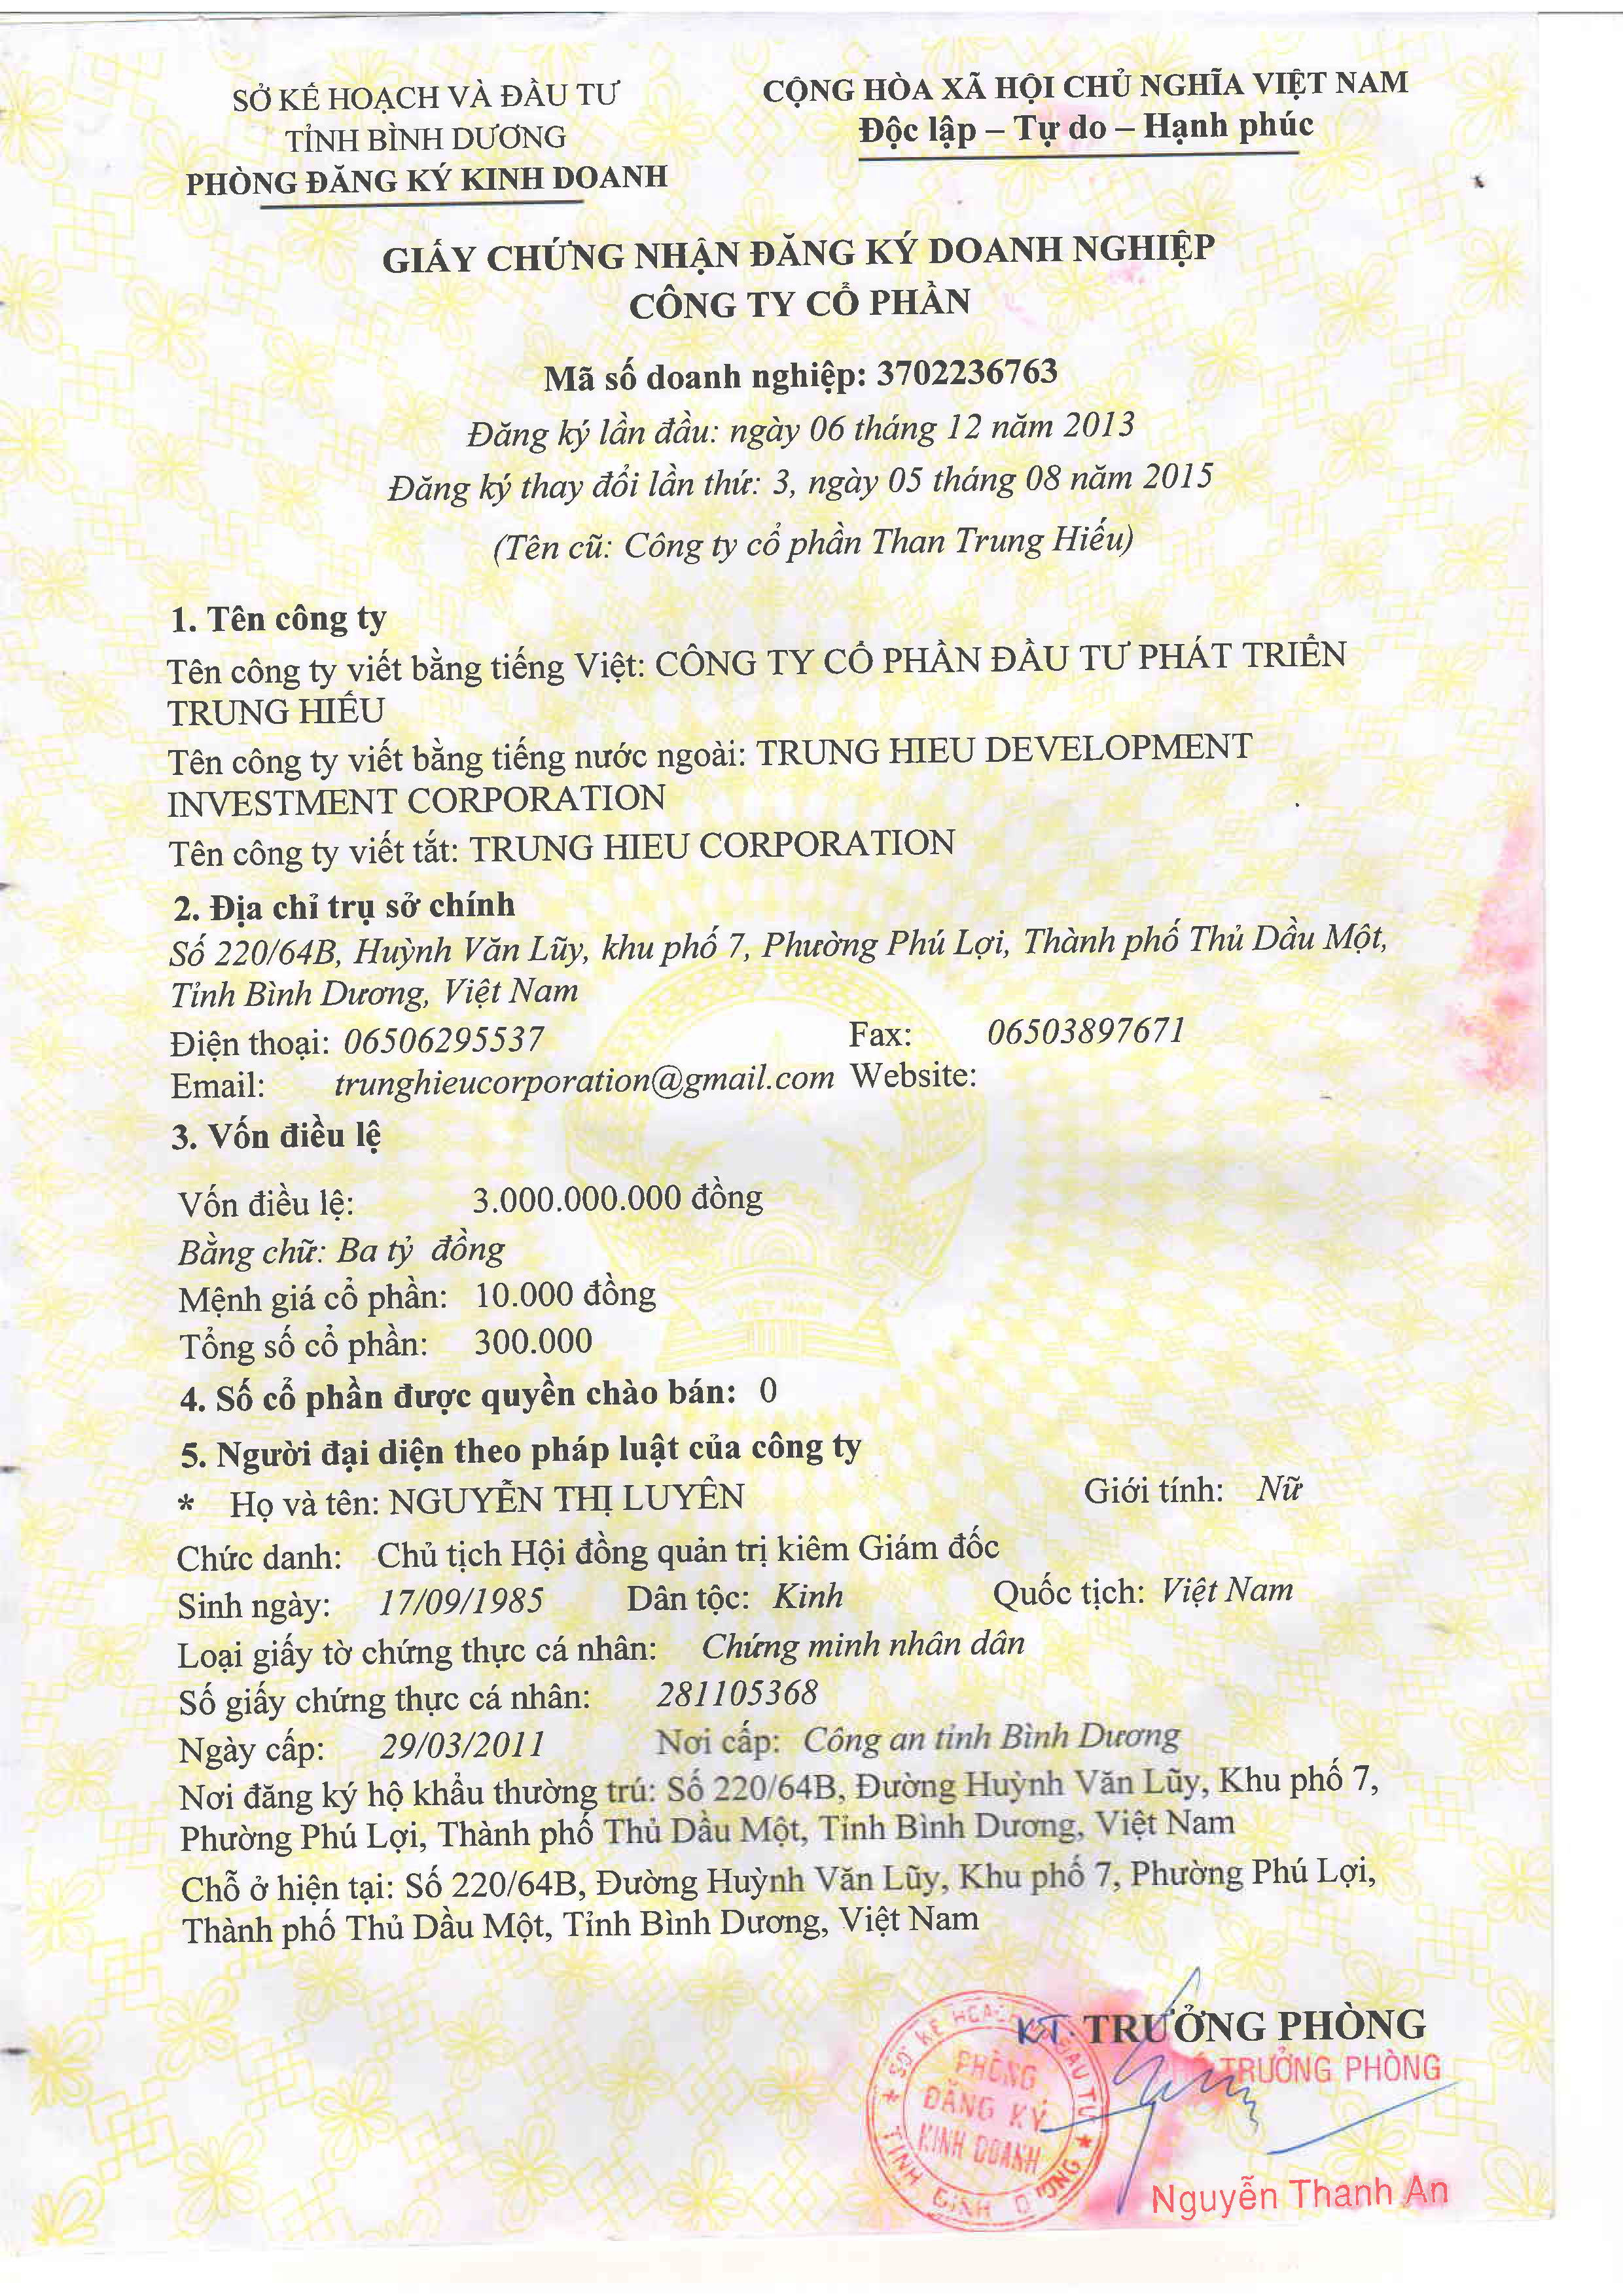 SỞ KẾ HOẠCH VÀ ĐẦU TƯ
TỈNH BÌNH DƯƠNG
PHÒNG ĐĂNG KÝ KINH DOANH
CỘNG HÒA XÃ HỘI CHỦ NGHĨA VIỆT NAM
Độc lập – Tự do – Hạnh phúc
GIẤY CHỨNG NHẬN ĐĂNG KÝ DOANH NGHIỆP
CÔNG TY CỔ PHẦN
Mã số doanh nghiệp: 3702236763
Đăng ký lần đầu: ngày 06 tháng 12 năm 2013
Đăng ký thay đổi lần thứ: 3, ngày 05 tháng 08 năm 2015
(Tên cũ: Công ty cổ phần Than Trung Hiếu)
1. Tên công ty
Tên công ty viết bằng tiếng Việt: CÔNG TY CỔ PHẦN ĐẦU TƯ PHÁT TRIỂN
TRUNG HIẾU
Tên công ty viết bằng tiếng nước ngoài: TRUNG HIEU DEVELOPMENT
INVESTMENT CORPORATION
Tên công ty viết tắt: TRUNG HIEU CORPORATION
2. Địa chỉ trụ sở chính
Số 220/64B, Huỳnh Văn Lũy, khu phố 7, Phường Phú Lợi, Thành phố Thủ Dầu Một,
Tỉnh Bình Dương, Việt Nam
Điện thoại: 06506295537 Fax: 06503897671
Email: trunghieucorporation@gmail.com Website:
3. Vốn điều lệ
Vốn điều lệ: 3.000.000.000 đồng
Bằng chữ: Ba tỷ đồng
Mệnh giá cổ phần: 10.000 đồng
Tổng số cổ phần: 300.000
4. Số cổ phần được quyền chào bán: 0
5. Người đại diện theo pháp luật của công ty
* Họ và tên: NGUYỄN THỊ LUYÊN Giới tính: Nữ
Chức danh: Chủ tịch Hội đồng quản trị kiêm Giám đốc
Sinh ngày: 17/09/1985 Dân tộc: Kinh Quốc tịch: Việt Nam
Loại giấy tờ chứng thực cá nhân: Chứng minh nhân dân
Số giấy chứng thực cá nhân: 281105368
Ngày cấp: 29/03/2011 Nơi cấp: Công an tỉnh Bình Dương
Nơi đăng ký hộ khẩu thường trú: Số 220/64B, Đường Huỳnh Văn Lũy, Khu phố 7,
Phường Phú Lợi, Thành phố Thủ Dầu Một, Tỉnh Bình Dương, Việt Nam
Chỗ ở hiện tại: Số 220/64B, Đường Huỳnh Văn Lũy, Khu phố 7, Phường Phú Lợi,
Thành phố Thủ Dầu Một, Tỉnh Bình Dương, Việt Nam
KT. TRƯỞNG PHÒNG
TRƯỞNG PHÒNG
SỞ KẾ HOẠCH ĐẦU TƯ
PHÒNG
ĐĂNG KÝ
KINH DOANH
TỈNH BÌNH DƯƠNG
Nguyễn Thanh An